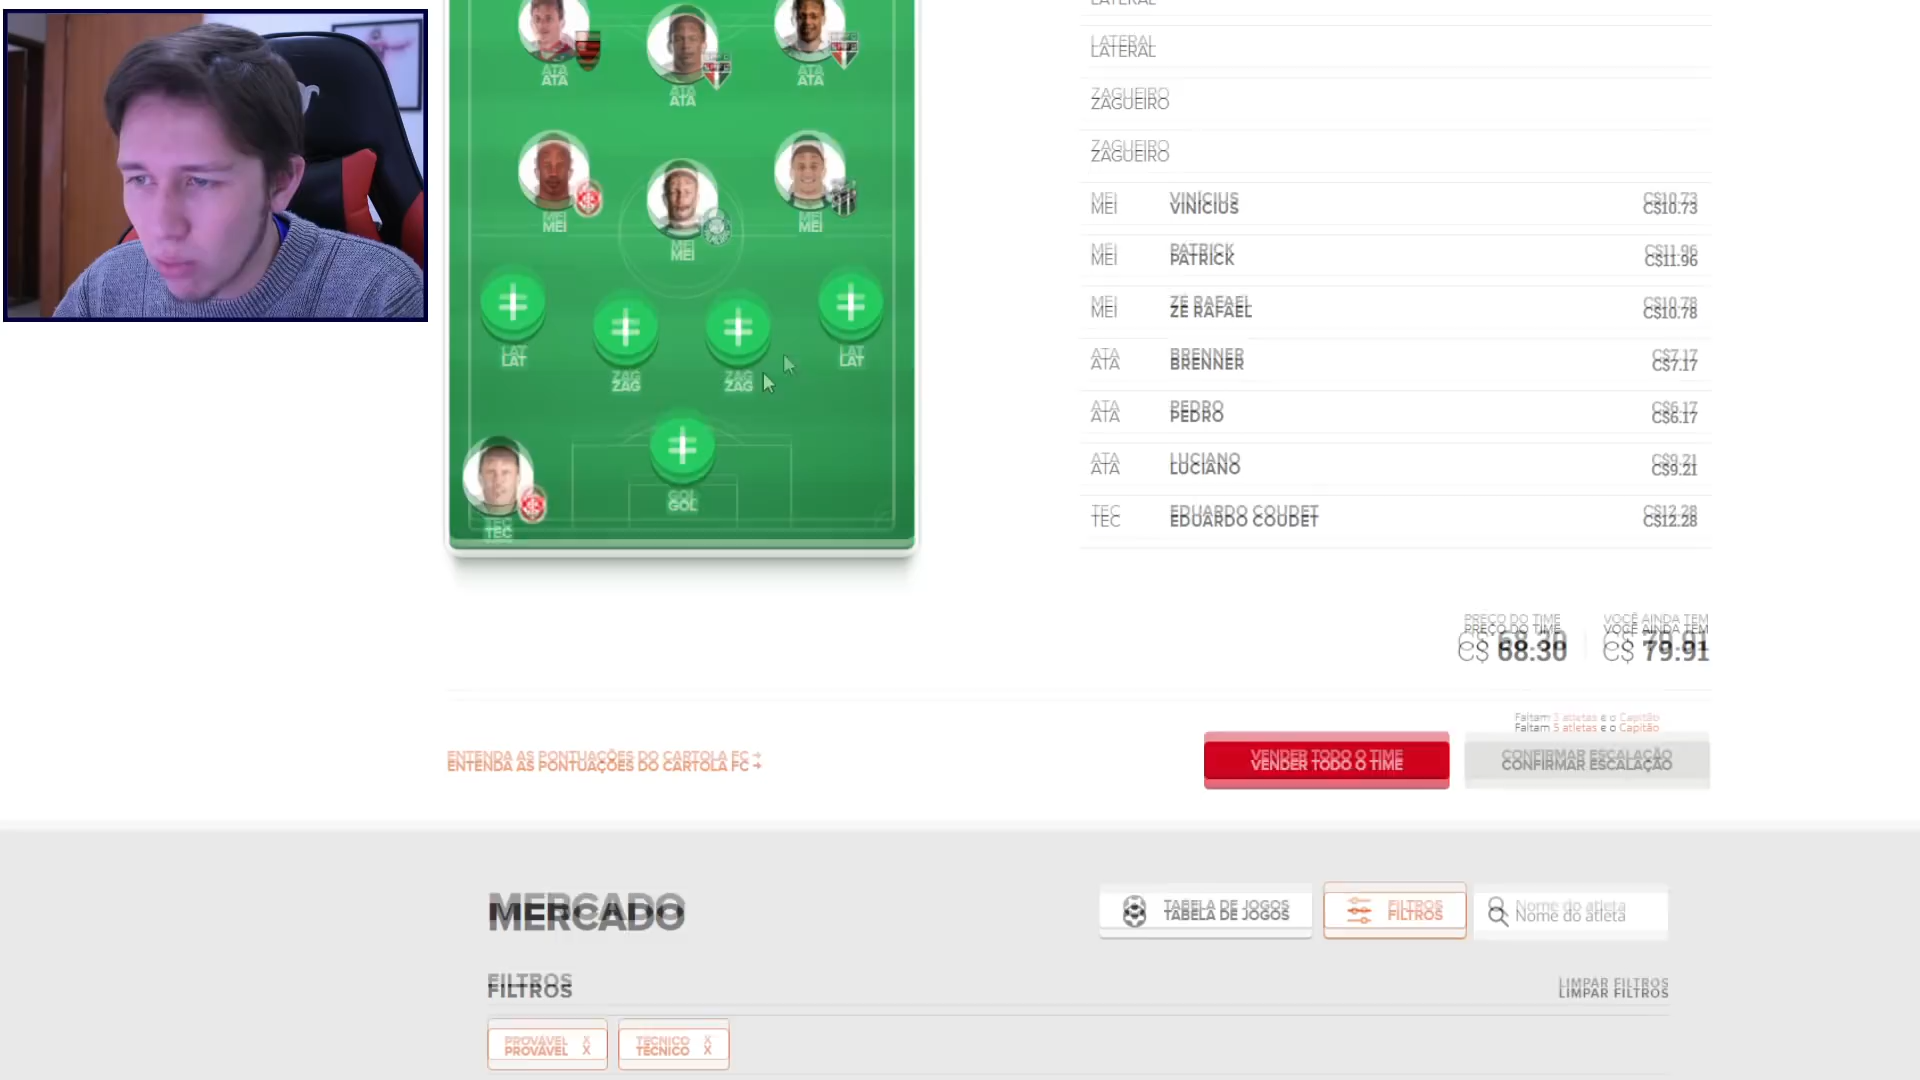 LATERAL
LATERAL
ZAGUEIRO
ZAGUEIRO
ATA ATA ATA
MEI MEI MEI
LAT ZAG ZAG LAT
GOL
TEC
MEI VINÍCIUS C$10.73
MEI PATRICK C$11.96
MEI ZÉ RAFAEL C$10.78
ATA BRENNER C$7.17
ATA PEDRO C$6.17
ATA LUCIANO C$9.21
TEC EDUARDO COUDET C$12.28
PREÇO DO TIME VOCÊ AINDA TEM
C$ 68.30 C$ 79.91
Faltam 5 atletas e o Capitão
ENTENDA AS PONTUAÇÕES DO CARTOLA FC
VENDER TODO O TIME CONFIRMAR ESCALAÇÃO
MERCADO
TABELA DE JOGOS FILTROS Nome do atleta
FILTROS LIMPAR FILTROS
PROVÁVEL X TÉCNICO X